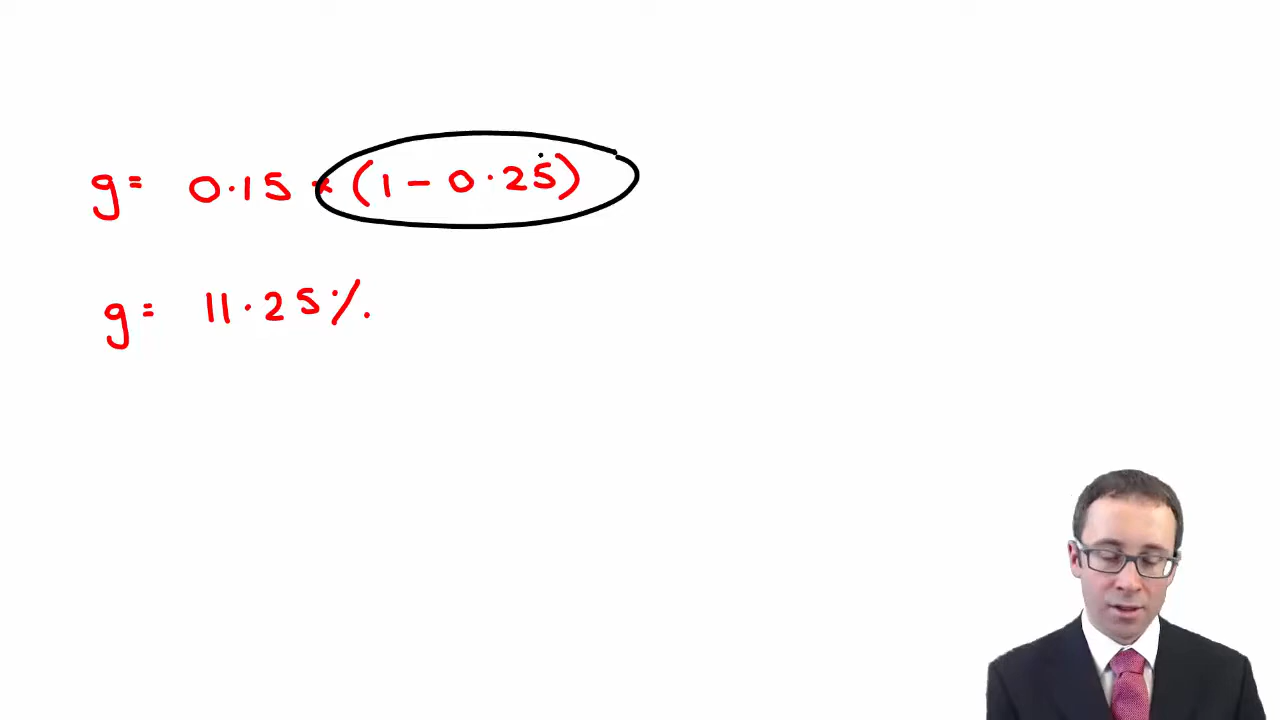 g = 0.15 × (1 - 0.25)
g = 11.25%